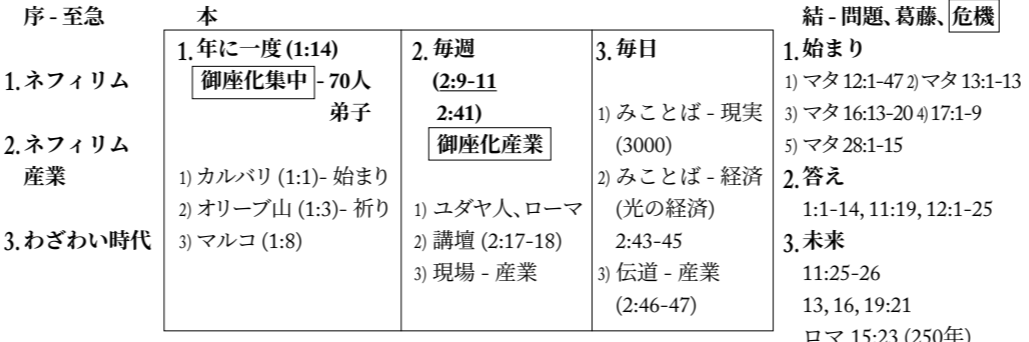 序 - 至急
1. ネフィリム
2. ネフィリム
産業
3. わざわい時代
本
1. 年に一度 (1:14)
御座化集中 - 70人
弟子
1) カルバリ (1:1)- 始まり
2) オリーブ山 (1:3)- 祈り
3) マルコ (1:8)
2. 毎週
(2:9-11
2:41)
御座化産業
1) ユダヤ人、ローマ
2) 講壇 (2:17-18)
3) 現場 - 産業
3. 毎日
1) みことば - 現実
(3000)
2) みことば - 経済
(光の経済)
2:43-45
3) 伝道 - 産業
(2:46-47)
結 - 問題、葛藤、危機
1. 始まり
1) マタ 12:1-47 2) マタ 13:1-13
3) マタ 16:13-20 4) 17:1-9
5) マタ 28:1-15
2. 答え
1:1-14, 11:19, 12:1-25
3. 未来
11:25-26
13, 16, 19:21
ロマ 15:23 (250年)